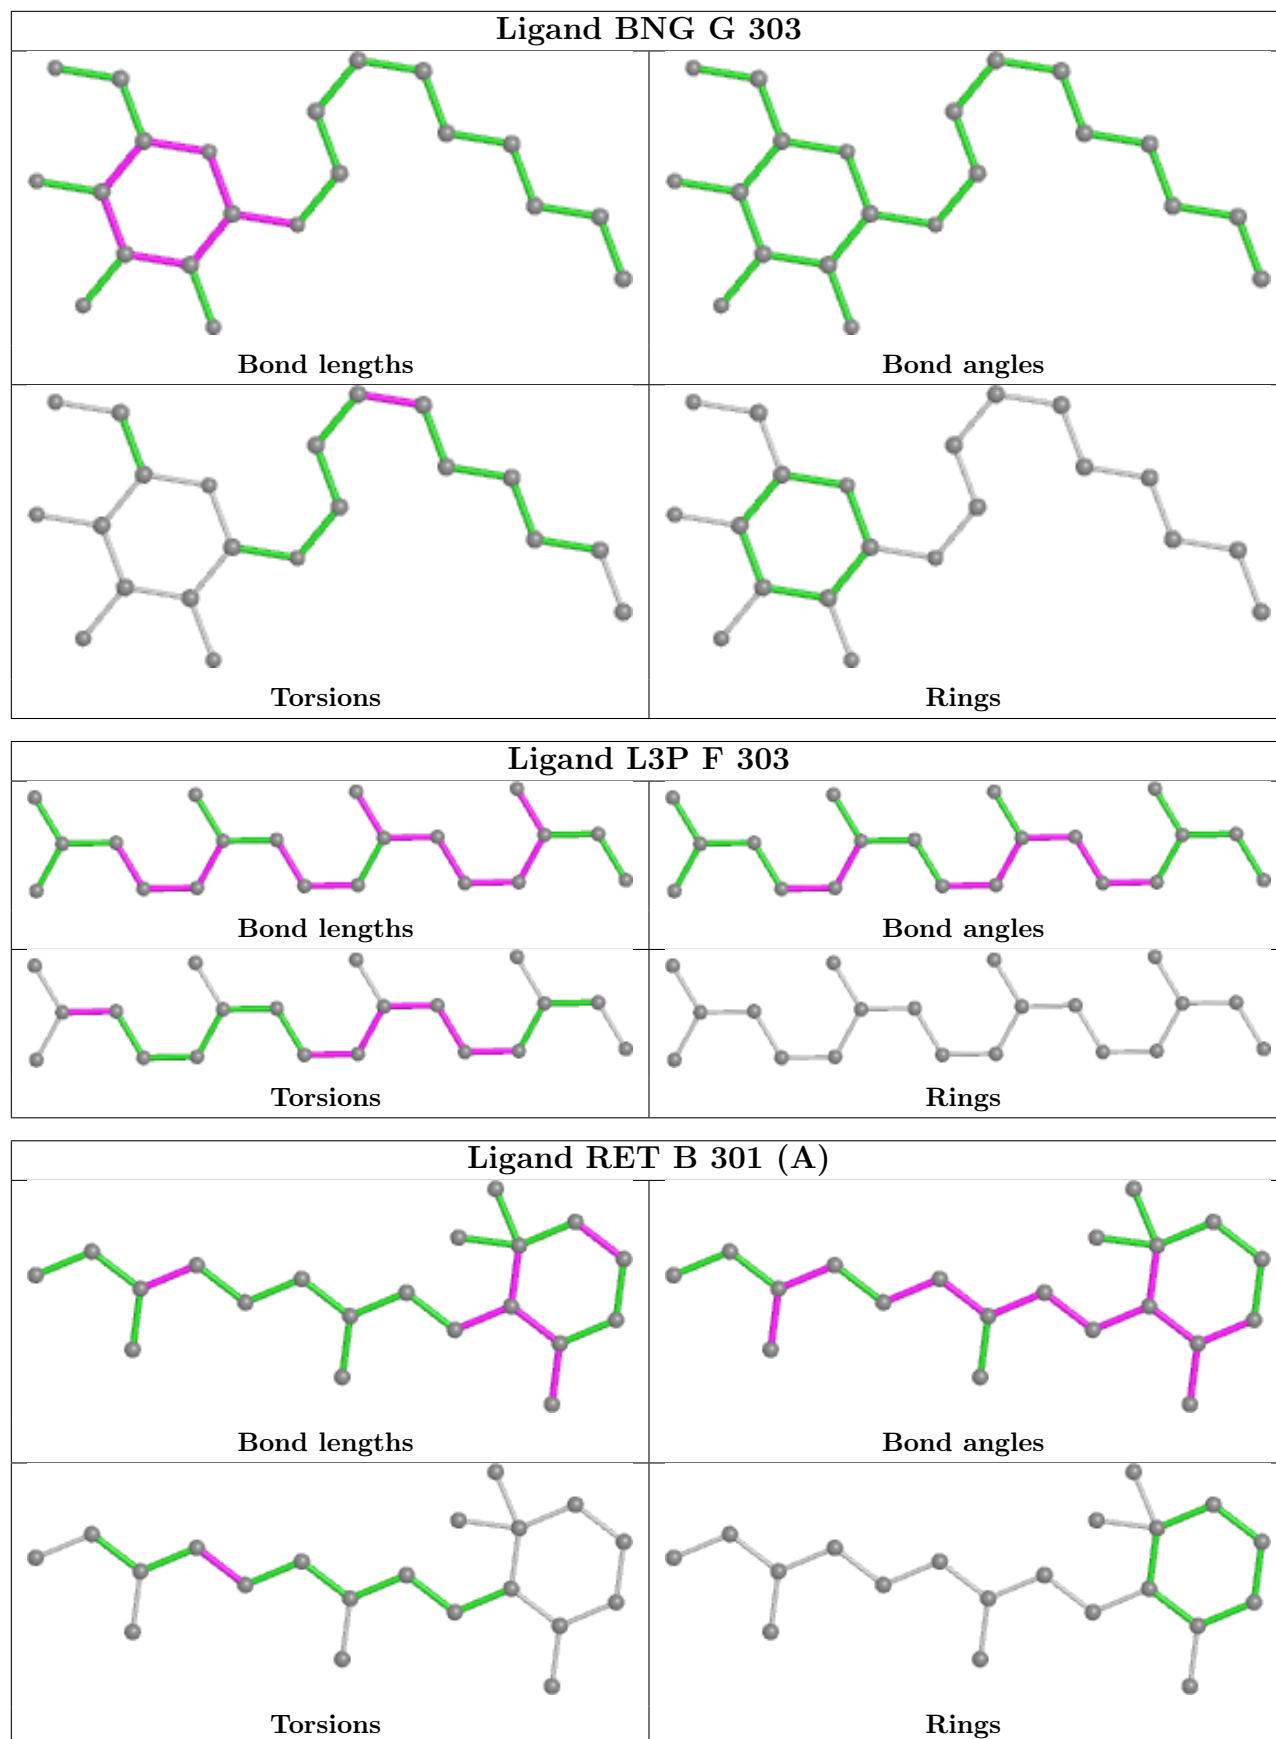 Ligand BNG G 303
Bond lengths
Bond angles
Torsions
Rings
Ligand L3P F 303
Bond lengths
Bond angles
Torsions
Rings
Ligand RET B 301 (A)
Bond lengths
Bond angles
Torsions
Rings